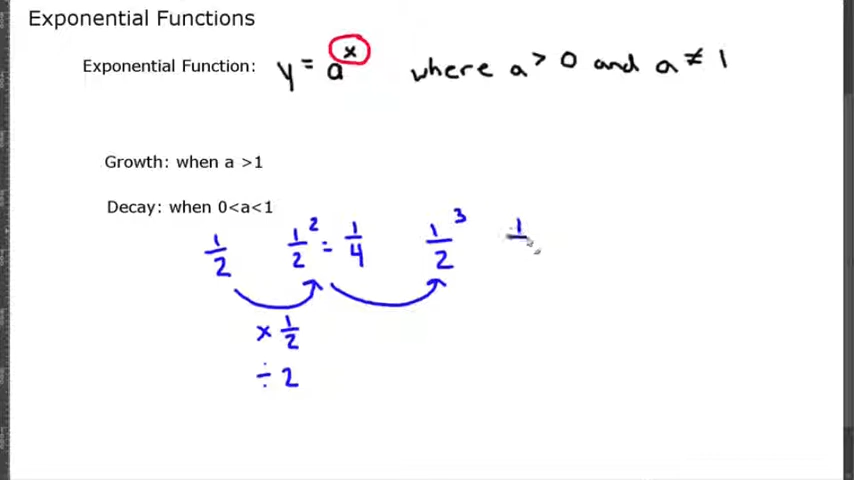 Exponential Functions
Exponential Function: y = a^x where a > 0 and a ≠ 1
Growth: when a >1
Decay: when 0<a<1
1/2 1/2^2 = 1/4 1/2^3 1/
× 1/2
÷ 2